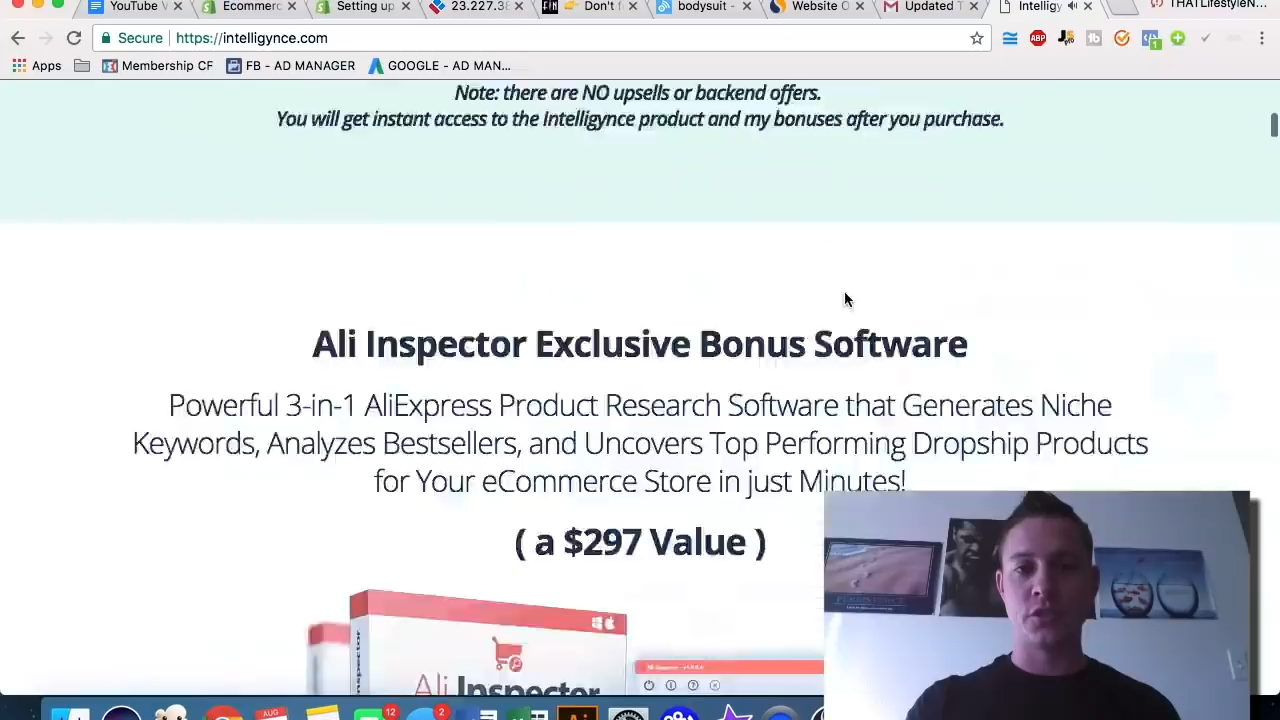 YouTube V
Ecommerc
Setting up
23.227.38
Don't f
bodysuit -
Website O
Updated T
Intelligy
THATLifestyleN...
Secure https://intelligynce.com
Apps
Membership CF
FB - AD MANAGER
GOOGLE - AD MAN...
Note: there are NO upsells or backend offers.
You will get instant access to the Intelligynce product and my bonuses after you purchase.
Ali Inspector Exclusive Bonus Software
Powerful 3-in-1 AliExpress Product Research Software that Generates Niche
Keywords, Analyzes Bestsellers, and Uncovers Top Performing Dropship Products
for Your eCommerce Store in just Minutes!
( a $297 Value )
Ali Inspector
AUG
12
2